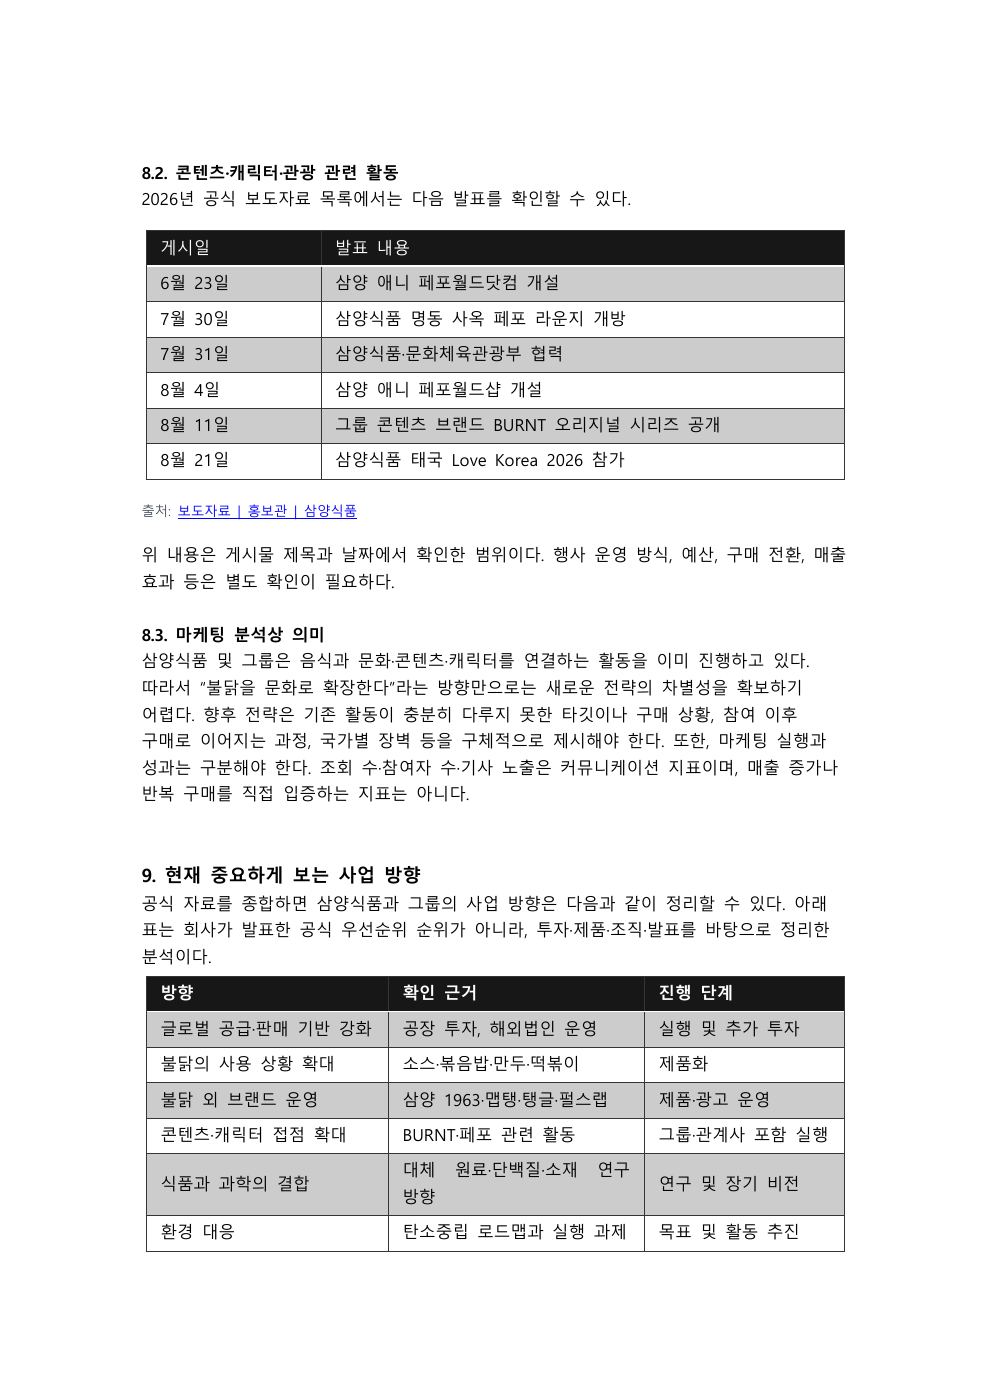 8.2. 콘텐츠·캐릭터·관광 관련 활동
2026년 공식 보도자료 목록에서는 다음 발표를 확인할 수 있다.
게시일 발표 내용
6월 23일 삼양 애니 페포월드닷컴 개설
7월 30일 삼양식품 명동 사옥 페포 라운지 개방
7월 31일 삼양식품·문화체육관광부 협력
8월 4일 삼양 애니 페포월드샵 개설
8월 11일 그룹 콘텐츠 브랜드 BURNT 오리지널 시리즈 공개
8월 21일 삼양식품 태국 Love Korea 2026 참가
출처: 보도자료 | 홍보관 | 삼양식품
위 내용은 게시물 제목과 날짜에서 확인한 범위이다. 행사 운영 방식, 예산, 구매 전환, 매출
효과 등은 별도 확인이 필요하다.
8.3. 마케팅 분석상 의미
삼양식품 및 그룹은 음식과 문화·콘텐츠·캐릭터를 연결하는 활동을 이미 진행하고 있다.
따라서 “불닭을 문화로 확장한다”라는 방향만으로는 새로운 전략의 차별성을 확보하기
어렵다. 향후 전략은 기존 활동이 충분히 다루지 못한 타깃이나 구매 상황, 참여 이후
구매로 이어지는 과정, 국가별 장벽 등을 구체적으로 제시해야 한다. 또한, 마케팅 실행과
성과는 구분해야 한다. 조회 수·참여자 수·기사 노출은 커뮤니케이션 지표이며, 매출 증가나
반복 구매를 직접 입증하는 지표는 아니다.
9. 현재 중요하게 보는 사업 방향
공식 자료를 종합하면 삼양식품과 그룹의 사업 방향은 다음과 같이 정리할 수 있다. 아래
표는 회사가 발표한 공식 우선순위 순위가 아니라, 투자·제품·조직·발표를 바탕으로 정리한
분석이다.
방향 확인 근거 진행 단계
글로벌 공급·판매 기반 강화 공장 투자, 해외법인 운영 실행 및 추가 투자
불닭의 사용 상황 확대 소스·볶음밥·만두·떡볶이 제품화
불닭 외 브랜드 운영 삼양 1963·맵탱·탱글·펄스랩 제품·광고 운영
콘텐츠·캐릭터 접점 확대 BURNT·페포 관련 활동 그룹·관계사 포함 실행
식품과 과학의 결합 대체 원료·단백질·소재 연구 연구 및 장기 비전
방향
환경 대응 탄소중립 로드맵과 실행 과제 목표 및 활동 추진